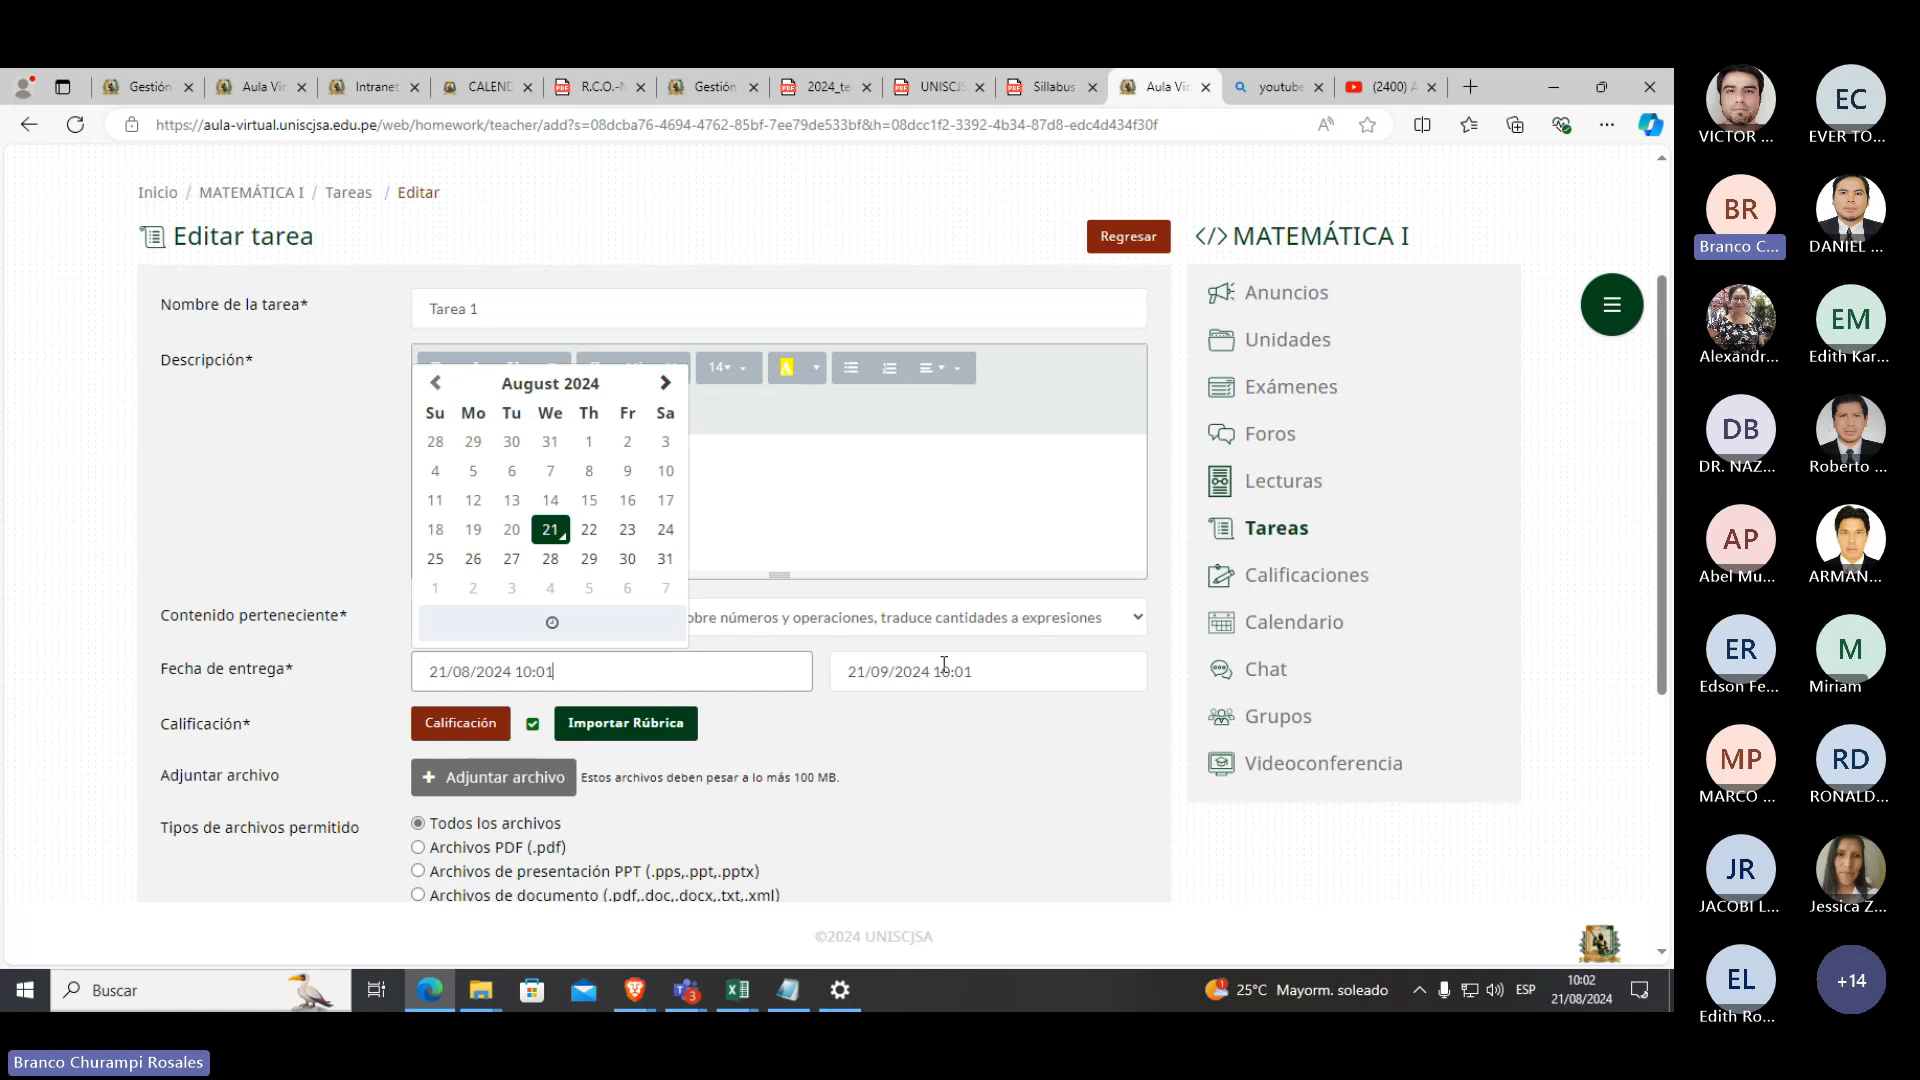 Gestión
Aula Vir
Intranet
CALEND
R.C.O.-N
Gestión
2024_te
UNISCJS
Sillabus
Aula Vir
youtube
(2400) A
https://aula-virtual.uniscjsa.edu.pe/web/homework/teacher/add?s=08dcba76-4694-4762-85bf-7ee79de533bf&h=08dcc1f2-3392-4b34-87d8-edc4d434f30f
Inicio / MATEMÁTICA I / Tareas / Editar
Editar tarea
Regresar
Nombre de la tarea*
Tarea 1
Descripción*
14
A
August 2024
Su Mo Tu We Th Fr Sa
28 29 30 31 1 2 3
4 5 6 7 8 9 10
11 12 13 14 15 16 17
18 19 20 21 22 23 24
25 26 27 28 29 30 31
1 2 3 4 5 6 7
Contenido perteneciente*
obre números y operaciones, traduce cantidades a expresiones
Fecha de entrega*
21/08/2024 10:01
21/09/2024 10:01
Calificación*
Calificación
Importar Rúbrica
Adjuntar archivo
+ Adjuntar archivo
Estos archivos deben pesar a lo más 100 MB.
Tipos de archivos permitido
Todos los archivos
Archivos PDF (.pdf)
Archivos de presentación PPT (.pps,.ppt,.pptx)
Archivos de documento (.pdf,.doc,.docx,.txt,.xml)
</> MATEMÁTICA I
Anuncios
Unidades
Exámenes
Foros
Lecturas
Tareas
Calificaciones
Calendario
Chat
Grupos
Videoconferencia
©2024 UNISCJSA
Buscar
3
1
25°C Mayorm. soleado
ESP
10:02
21/08/2024
VICTOR ...
EC
EVER TO...
BR
Branco C...
DANIEL ...
Alexandr...
EM
Edith Kar...
DB
DR. NAZ...
Roberto ...
AP
Abel Mu...
ARMAN...
ER
Edson Fe...
M
Miriam
MP
MARCO ...
RD
RONALD...
JR
JACOBI L...
Jessica Z...
EL
Edith Ro...
+14
Branco Churampi Rosales